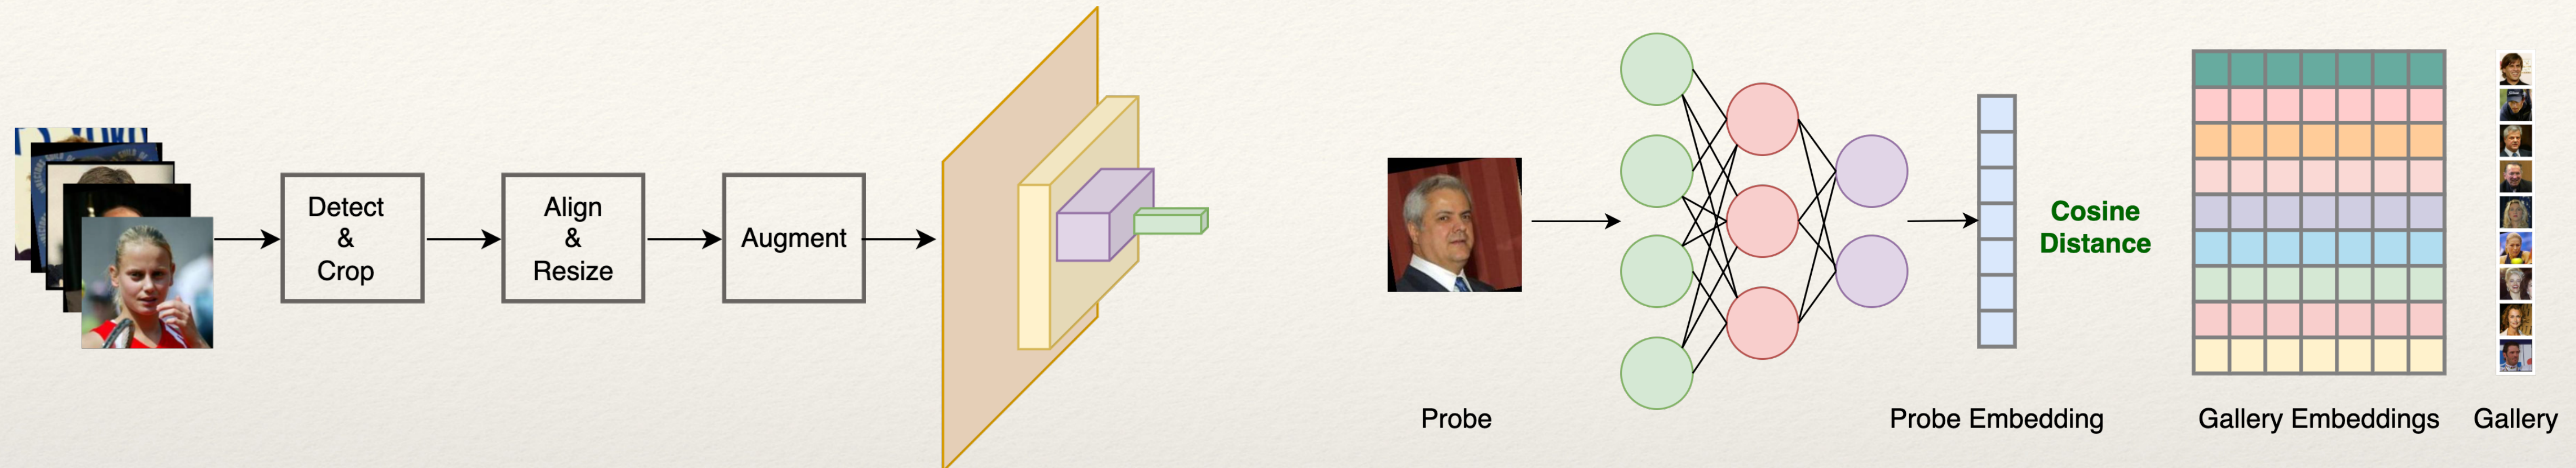 Detect
&
Crop
Align
&
Resize
Augment
Cosine
Distance
Probe
Probe Embedding
Gallery Embeddings
Gallery